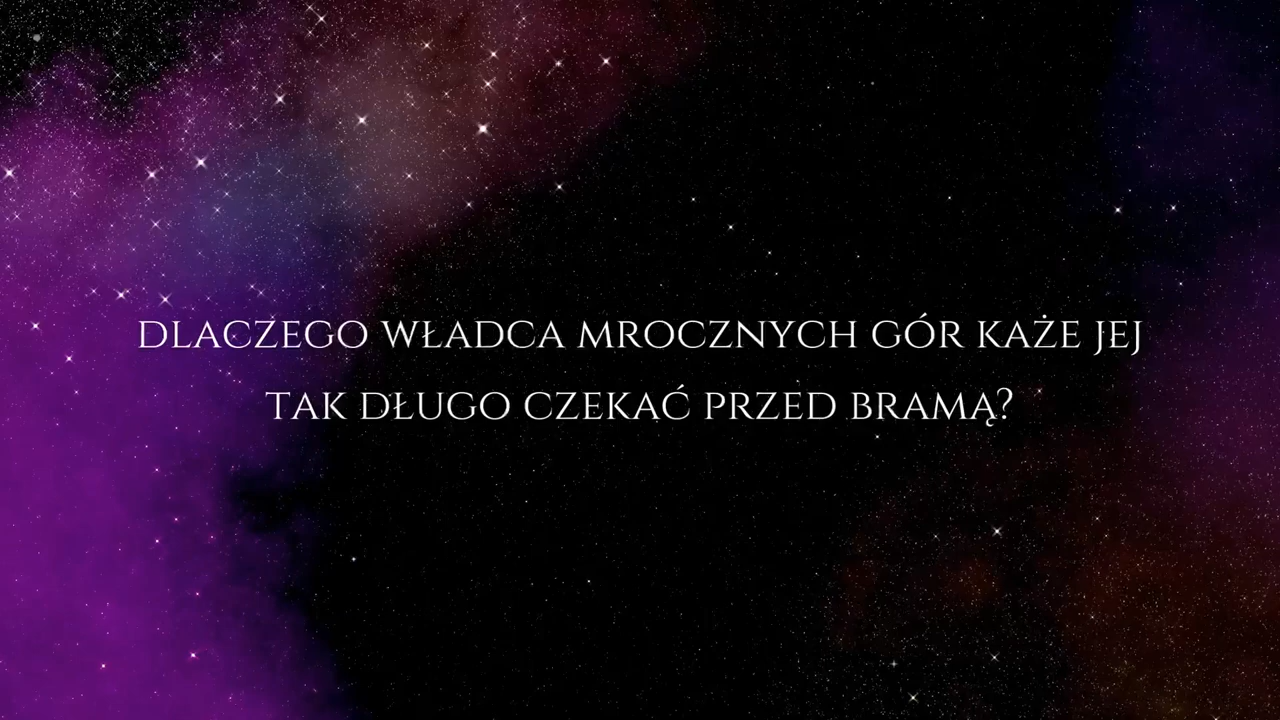 DLACZEGO WŁADCA MROCZNYCH GÓR KAŻE JEJ
TAK DŁUGO CZEKAĆ PRZED BRAMĄ?